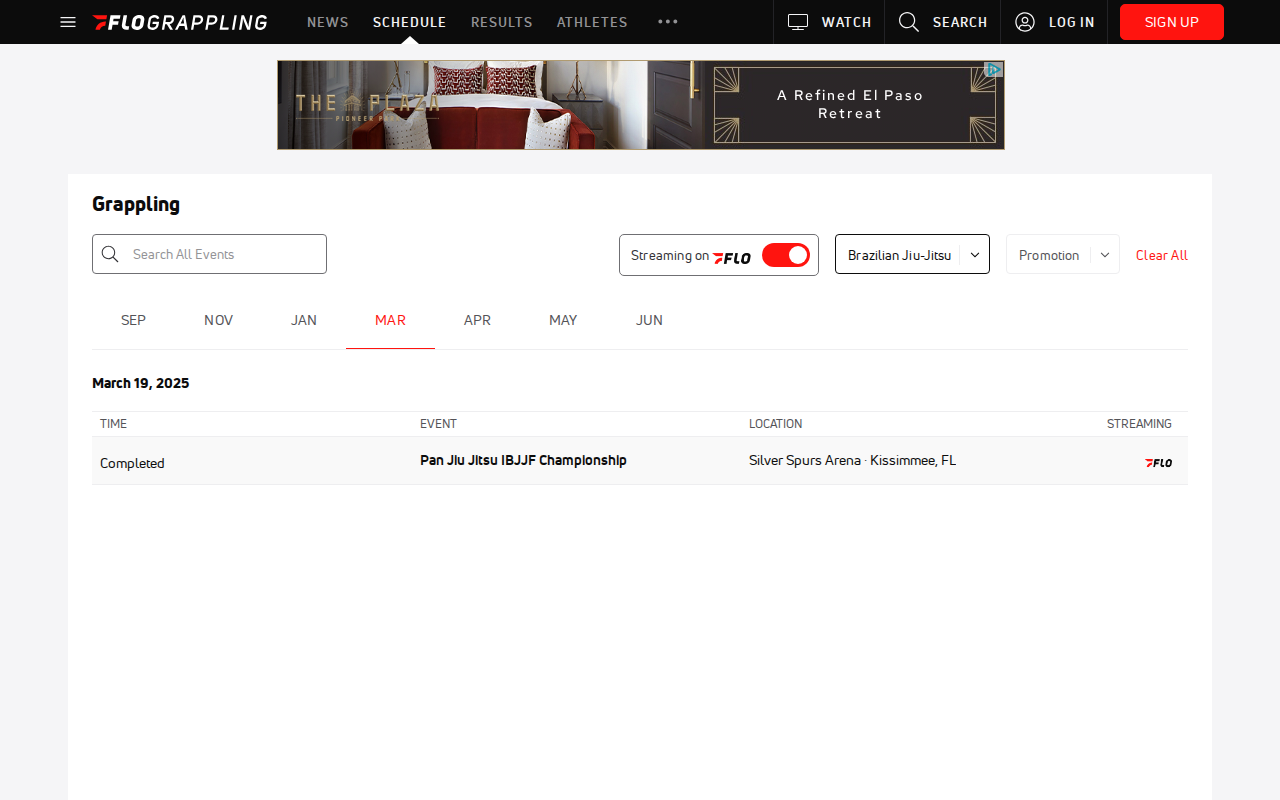 FLOGRAPPLING NEWS SCHEDULE RESULTS ATHLETES WATCH SEARCH LOG IN SIGN UP
THE PLAZA
PIONEER PARK
A Refined El Paso
Retreat
Grappling
Search All Events
Streaming on FLO
Brazilian Jiu-Jitsu
Promotion
Clear All
SEP NOV JAN MAR APR MAY JUN
March 19, 2025
TIME EVENT LOCATION STREAMING
Completed Pan Jiu Jitsu IBJJF Championship Silver Spurs Arena · Kissimmee, FL FLO